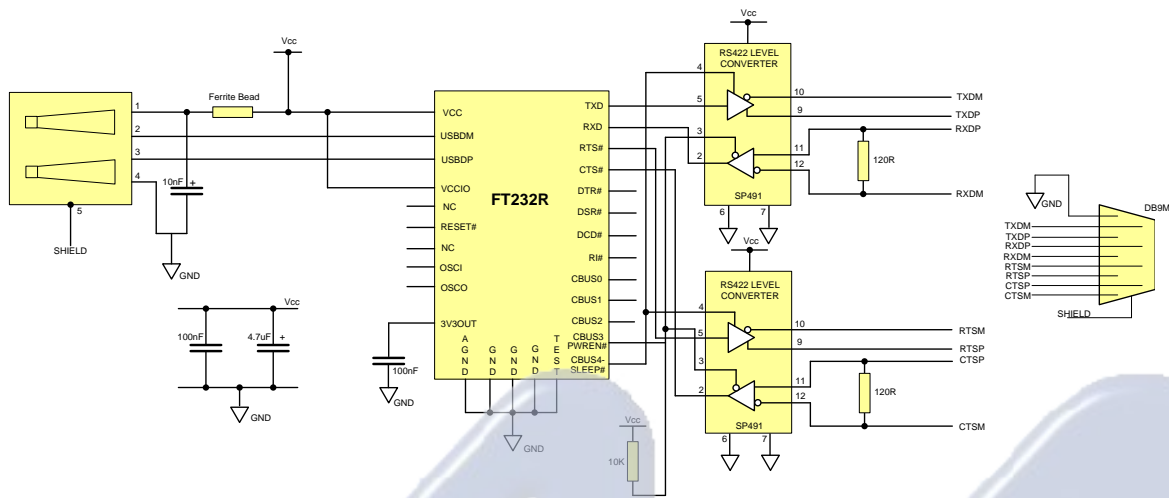 Vcc
Ferrite Bead
1
2
3
4
5
10nF
+
SHIELD
GND
Vcc
100nF
4.7uF
+
GND
VCC
USBDM
USBDP
VCCIO
NC
RESET#
NC
OSCI
OSCO
3V3OUT
FT232R
TXD
RXD
RTS#
CTS#
DTR#
DSR#
DCD#
RI#
CBUS0
CBUS1
CBUS2
CBUS3
PWREN#
CBUS4-
SLEEP#
AGND
GND
GND
GND
TEST
100nF
GND
GND
Vcc
10K
Vcc
RS422 LEVEL
CONVERTER
4
5
3
2
10
9
11
12
SP491
6
7
TXDM
TXDP
RXDP
120R
RXDM
Vcc
RS422 LEVEL
CONVERTER
4
5
3
2
10
9
11
12
SP491
6
7
RTSM
RTSP
CTSP
120R
CTSM
GND
DB9M
TXDM
TXDP
RXDP
RXDM
RTSM
RTSP
CTSP
CTSM
SHIELD